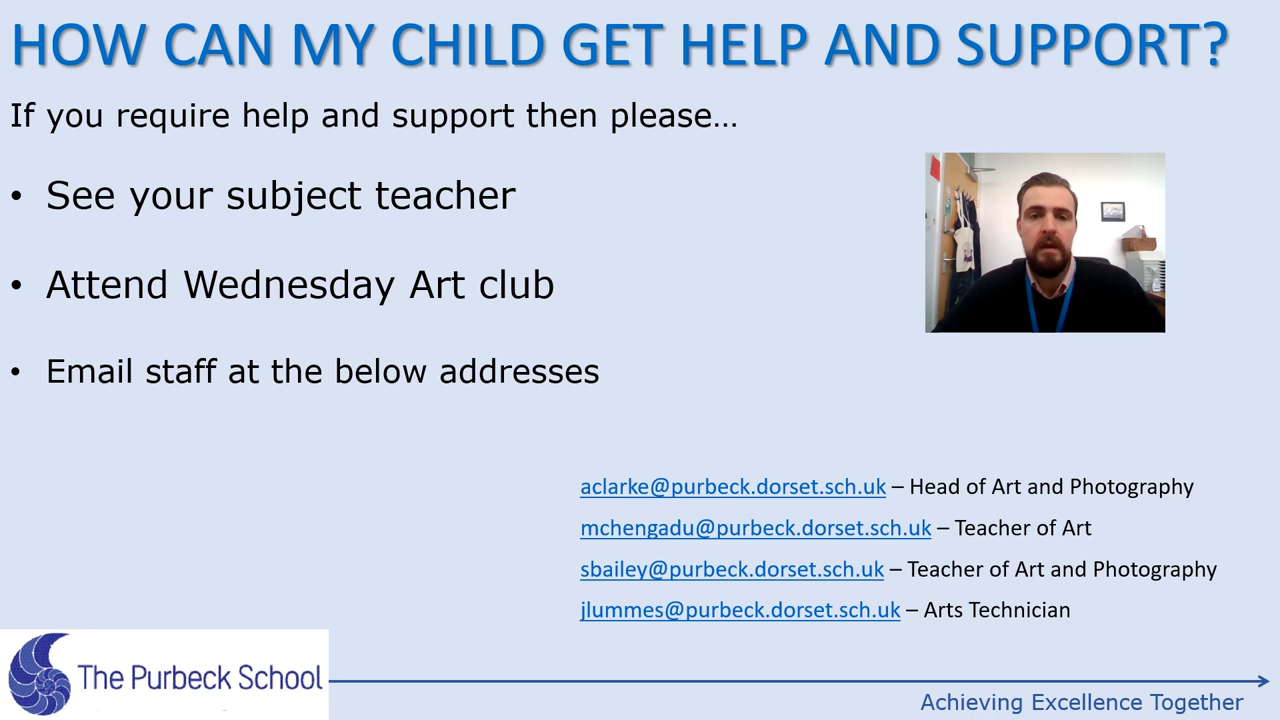 HOW CAN MY CHILD GET HELP AND SUPPORT?
If you require help and support then please…
• See your subject teacher
• Attend Wednesday Art club
• Email staff at the below addresses
aclarke@purbeck.dorset.sch.uk – Head of Art and Photography
mchengadu@purbeck.dorset.sch.uk – Teacher of Art
sbailey@purbeck.dorset.sch.uk – Teacher of Art and Photography
jlummes@purbeck.dorset.sch.uk – Arts Technician
The Purbeck School
Achieving Excellence Together